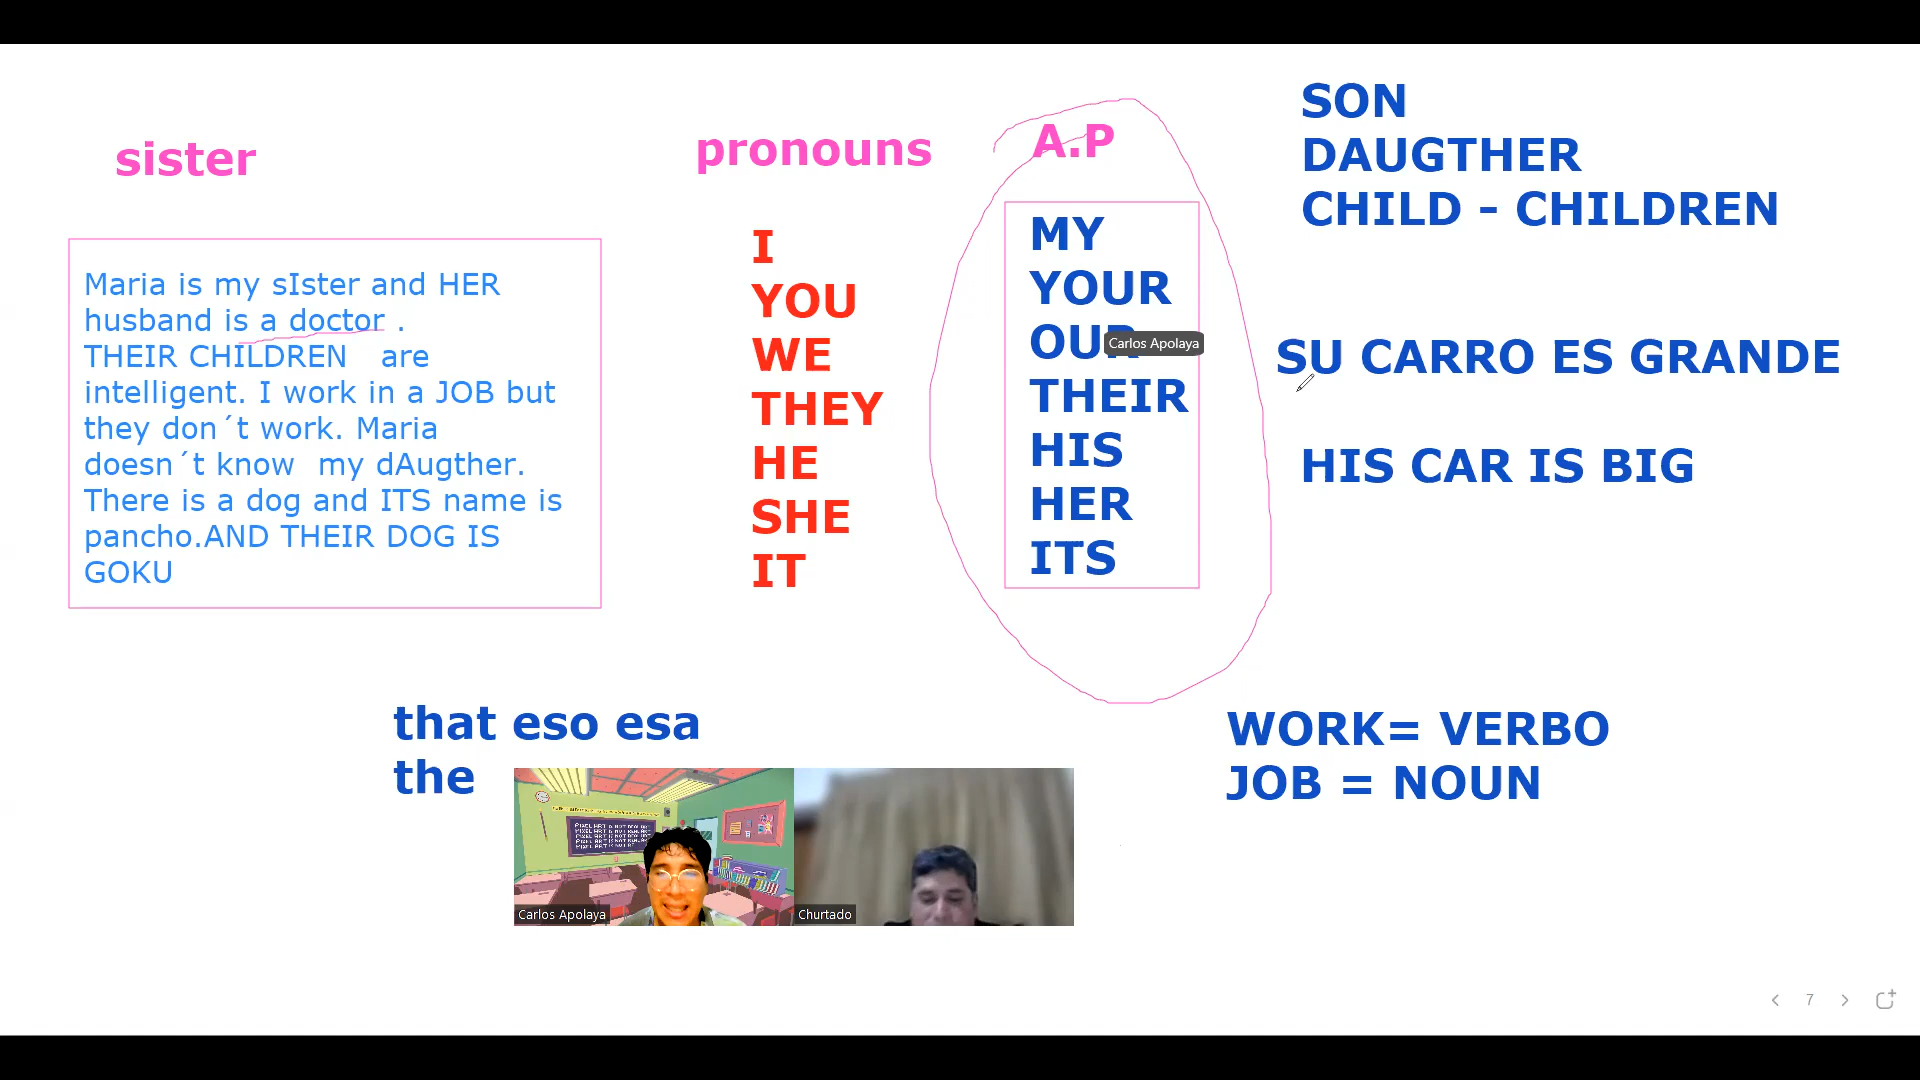 sister
Maria is my sIster and HER
husband is a doctor .
THEIR CHILDREN are
intelligent. I work in a JOB but
they don´t work. Maria
doesn´t know my dAugther.
There is a dog and ITS name is
pancho.AND THEIR DOG IS
GOKU
pronouns
I
YOU
WE
THEY
HE
SHE
IT
A.P
MY
YOUR
OUR
Carlos Apolaya
THEIR
HIS
HER
ITS
SON
DAUGTHER
CHILD - CHILDREN
SU CARRO ES GRANDE
HIS CAR IS BIG
that eso esa
the
WORK= VERBO
JOB = NOUN
Carlos Apolaya
Churtado
7